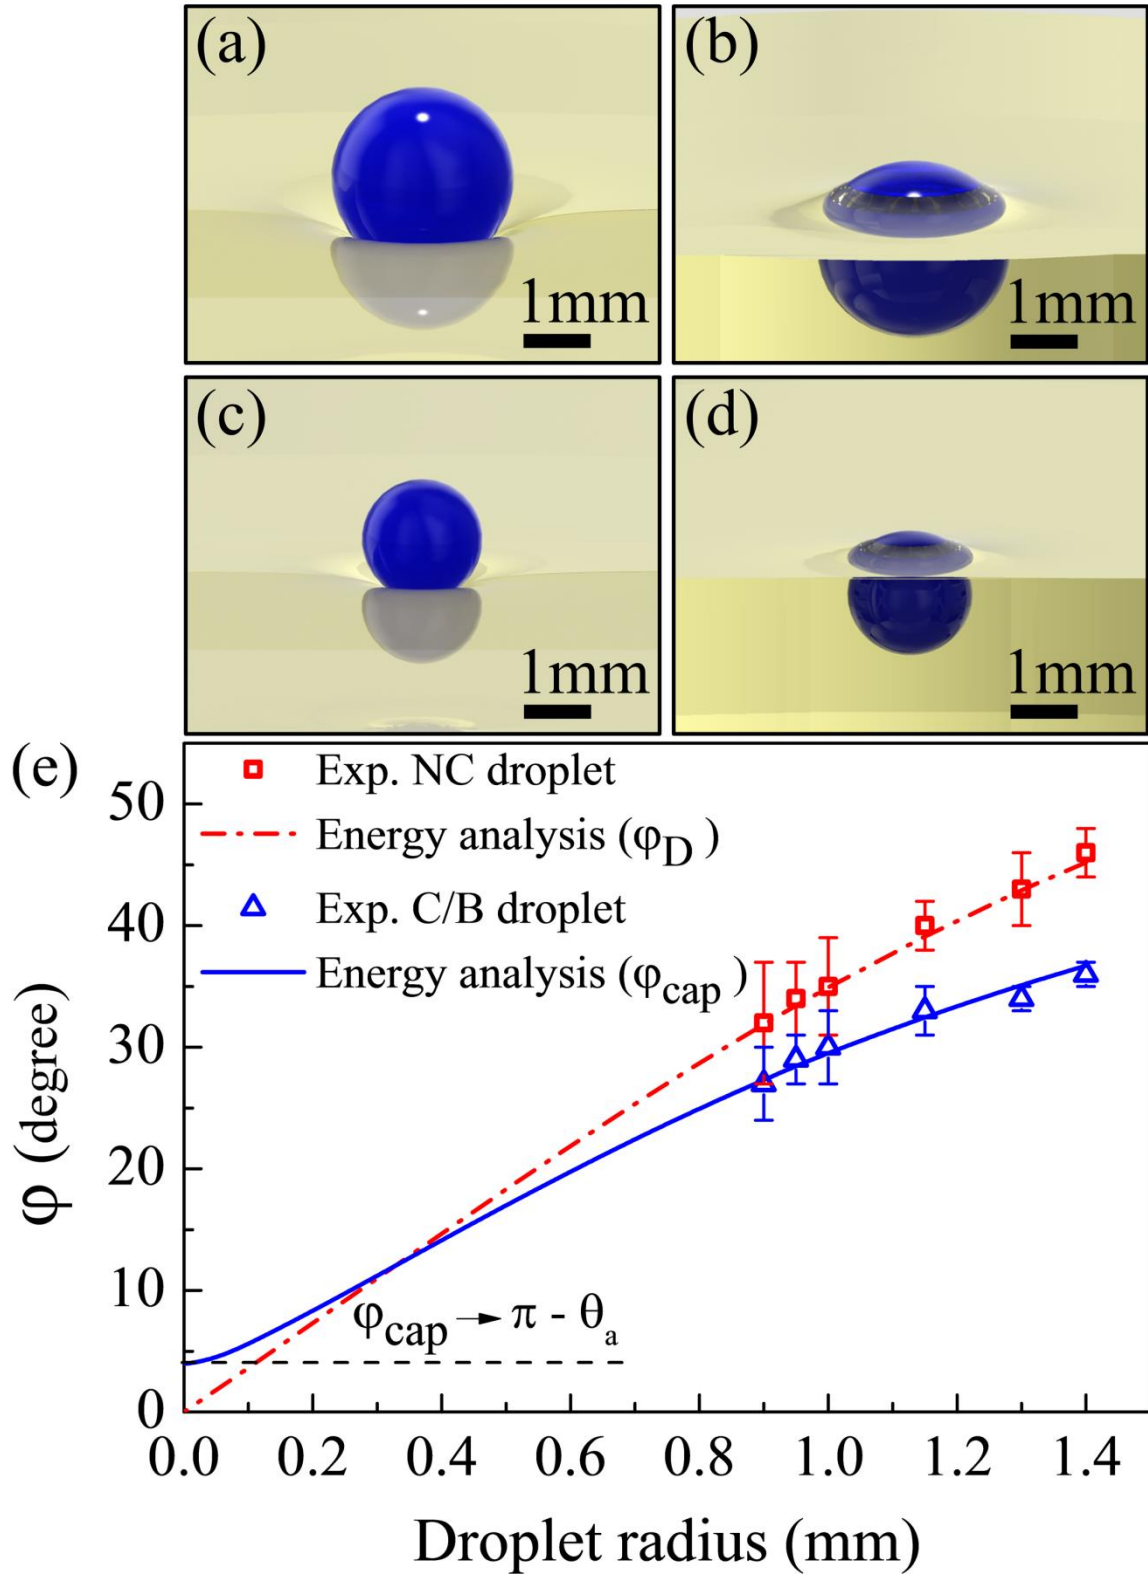 (a)
1mm
(b)
1mm
(c)
1mm
(d)
1mm
(e)
Exp. NC droplet
Energy analysis (φD )
Exp. C/B droplet
Energy analysis (φcap )
φcap → π - θa
φ (degree)
50
40
30
20
10
0
0.0 0.2 0.4 0.6 0.8 1.0 1.2 1.4
Droplet radius (mm)